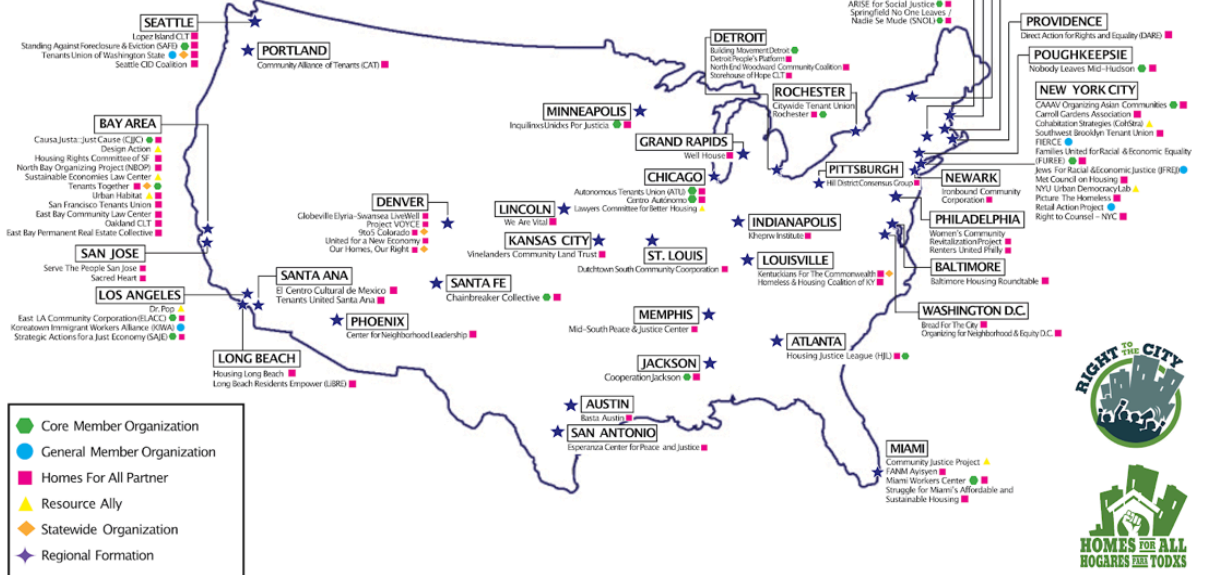 ARISE for Social Justice
Springfield No One Leaves /
Nadie Se Mude (SNOL)
SEATTLE
Lopez Island CLT
Standing Against Foreclosure & Eviction (SAFE)
Tenants Union of Washington State
Seattle CID Coalition
PORTLAND
Community Alliance of Tenants (CAT)
DETROIT
Building Movement Detroit
Detroit People's Platform
North End Woodward Community Coalition
Storehouse of Hope CLT
PROVIDENCE
Direct Action for Rights and Equality (DARE)
POUGHKEEPSIE
Nobody Leaves Mid-Hudson
ROCHESTER
Citywide Tenant Union
Rochester
NEW YORK CITY
CAAAV Organizing Asian Communities
Carroll Gardens Association
Cohabitation Strategies (CohStra)
Southwest Brooklyn Tenant Union
FIERCE
Families United for Racial & Economic Equality
(FUREE)
Jews For Racial & Economic Justice (JFREJ)
Met Council on Housing
NYU Urban Democracy Lab
Picture The Homeless
Retail Action Project
Right to Counsel - NYC
MINNEAPOLIS
Inquilinxs Unidxs Por Justicia
BAY AREA
Causa Justa::Just Cause (CJJC)
Design Action
Housing Rights Committee of SF
North Bay Organizing Project (NBOP)
Sustainable Economies Law Center
Tenants Together
Urban Habitat
San Francisco Tenants Union
East Bay Community Law Center
Oakland CLT
East Bay Permanent Real Estate Collective
GRAND RAPIDS
Well House
CHICAGO
Autonomous Tenants Union (ATU)
Centro Autónomo
Lawyers Committee for Better Housing
PITTSBURGH
Hill District Consensus Group
NEWARK
Ironbound Community
Corporation
DENVER
Globeville Elyria-Swansea LiveWell
Project VOYCE
9to5 Colorado
United for a New Economy
Our Homes, Our Right
LINCOLN
We Are Vital
INDIANAPOLIS
Kheprw Institute
PHILADELPHIA
Women's Community
Revitalization Project
Renters United Philly
KANSAS CITY
Vinelanders Community Land Trust
ST. LOUIS
Dutchtown South Community Corporation
LOUISVILLE
Kentuckians For The Commonwealth
Homeless & Housing Coalition of KY
BALTIMORE
Baltimore Housing Roundtable
SAN JOSE
Serve The People San Jose
Sacred Heart
SANTA ANA
El Centro Cultural de Mexico
Tenants United Santa Ana
SANTA FE
Chainbreaker Collective
LOS ANGELES
Dr. Pop
East LA Community Corporation (ELACC)
Koreatown Immigrant Workers Alliance (KIWA)
Strategic Actions for a Just Economy (SAJE)
WASHINGTON D.C.
Bread For The City
Organizing for Neighborhood & Equity D.C.
MEMPHIS
Mid-South Peace & Justice Center
PHOENIX
Center for Neighborhood Leadership
ATLANTA
Housing Justice League (HJL)
LONG BEACH
Housing Long Beach
Long Beach Residents Empower (LiBRE)
JACKSON
Cooperation Jackson
AUSTIN
Basta Austin
SAN ANTONIO
Esperanza Center for Peace and Justice
MIAMI
Community Justice Project
FANM Ayisyen
Miami Workers Center
Struggle for Miami's Affordable and
Sustainable Housing
Core Member Organization
General Member Organization
Homes For All Partner
Resource Ally
Statewide Organization
Regional Formation
RIGHT TO THE CITY
HOMES FOR ALL
HOGARES PARA TODXS